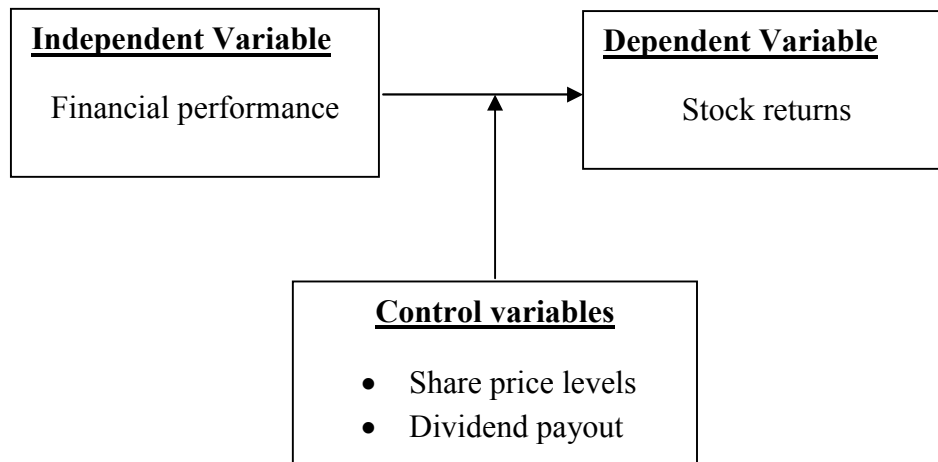 Independent Variable
Financial performance
Dependent Variable
Stock returns
Control variables
• Share price levels
• Dividend payout